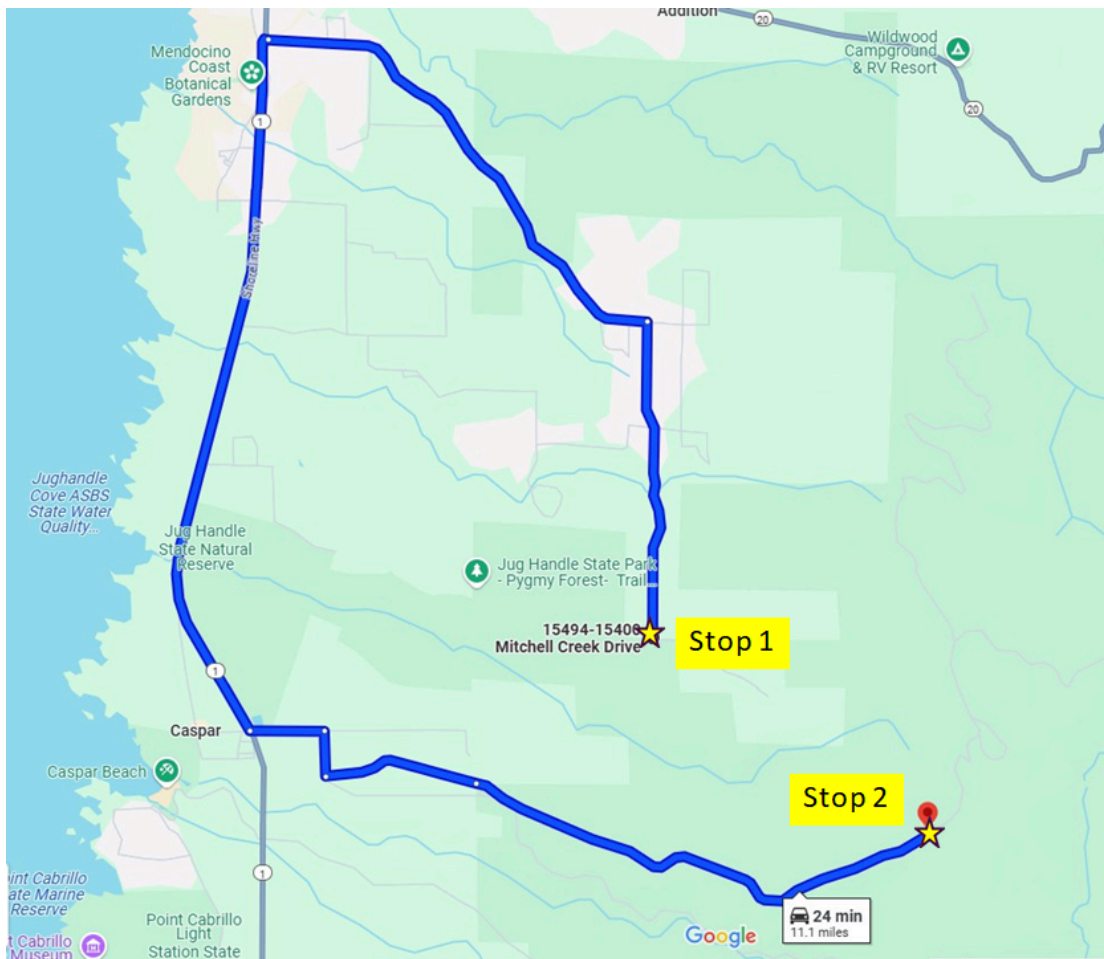 Addition
20
Wildwood
Campground
& RV Resort
20
Mendocino
Coast
Botanical
Gardens
1
Shoreline Hwy
Jughandle
Cove ASBS
State Water
Quality...
Jug Handle
State Natural
Reserve
Jug Handle State Park
- Pygmy Forest- Trail...
15494-15400
Mitchell Creek Drive
Stop 1
1
Caspar
Caspar Beach
Stop 2
1
oint Cabrillo
ate Marine
Reserve
24 min
11.1 miles
Point Cabrillo
Light
Station State
t Cabrillo
Museum
Google